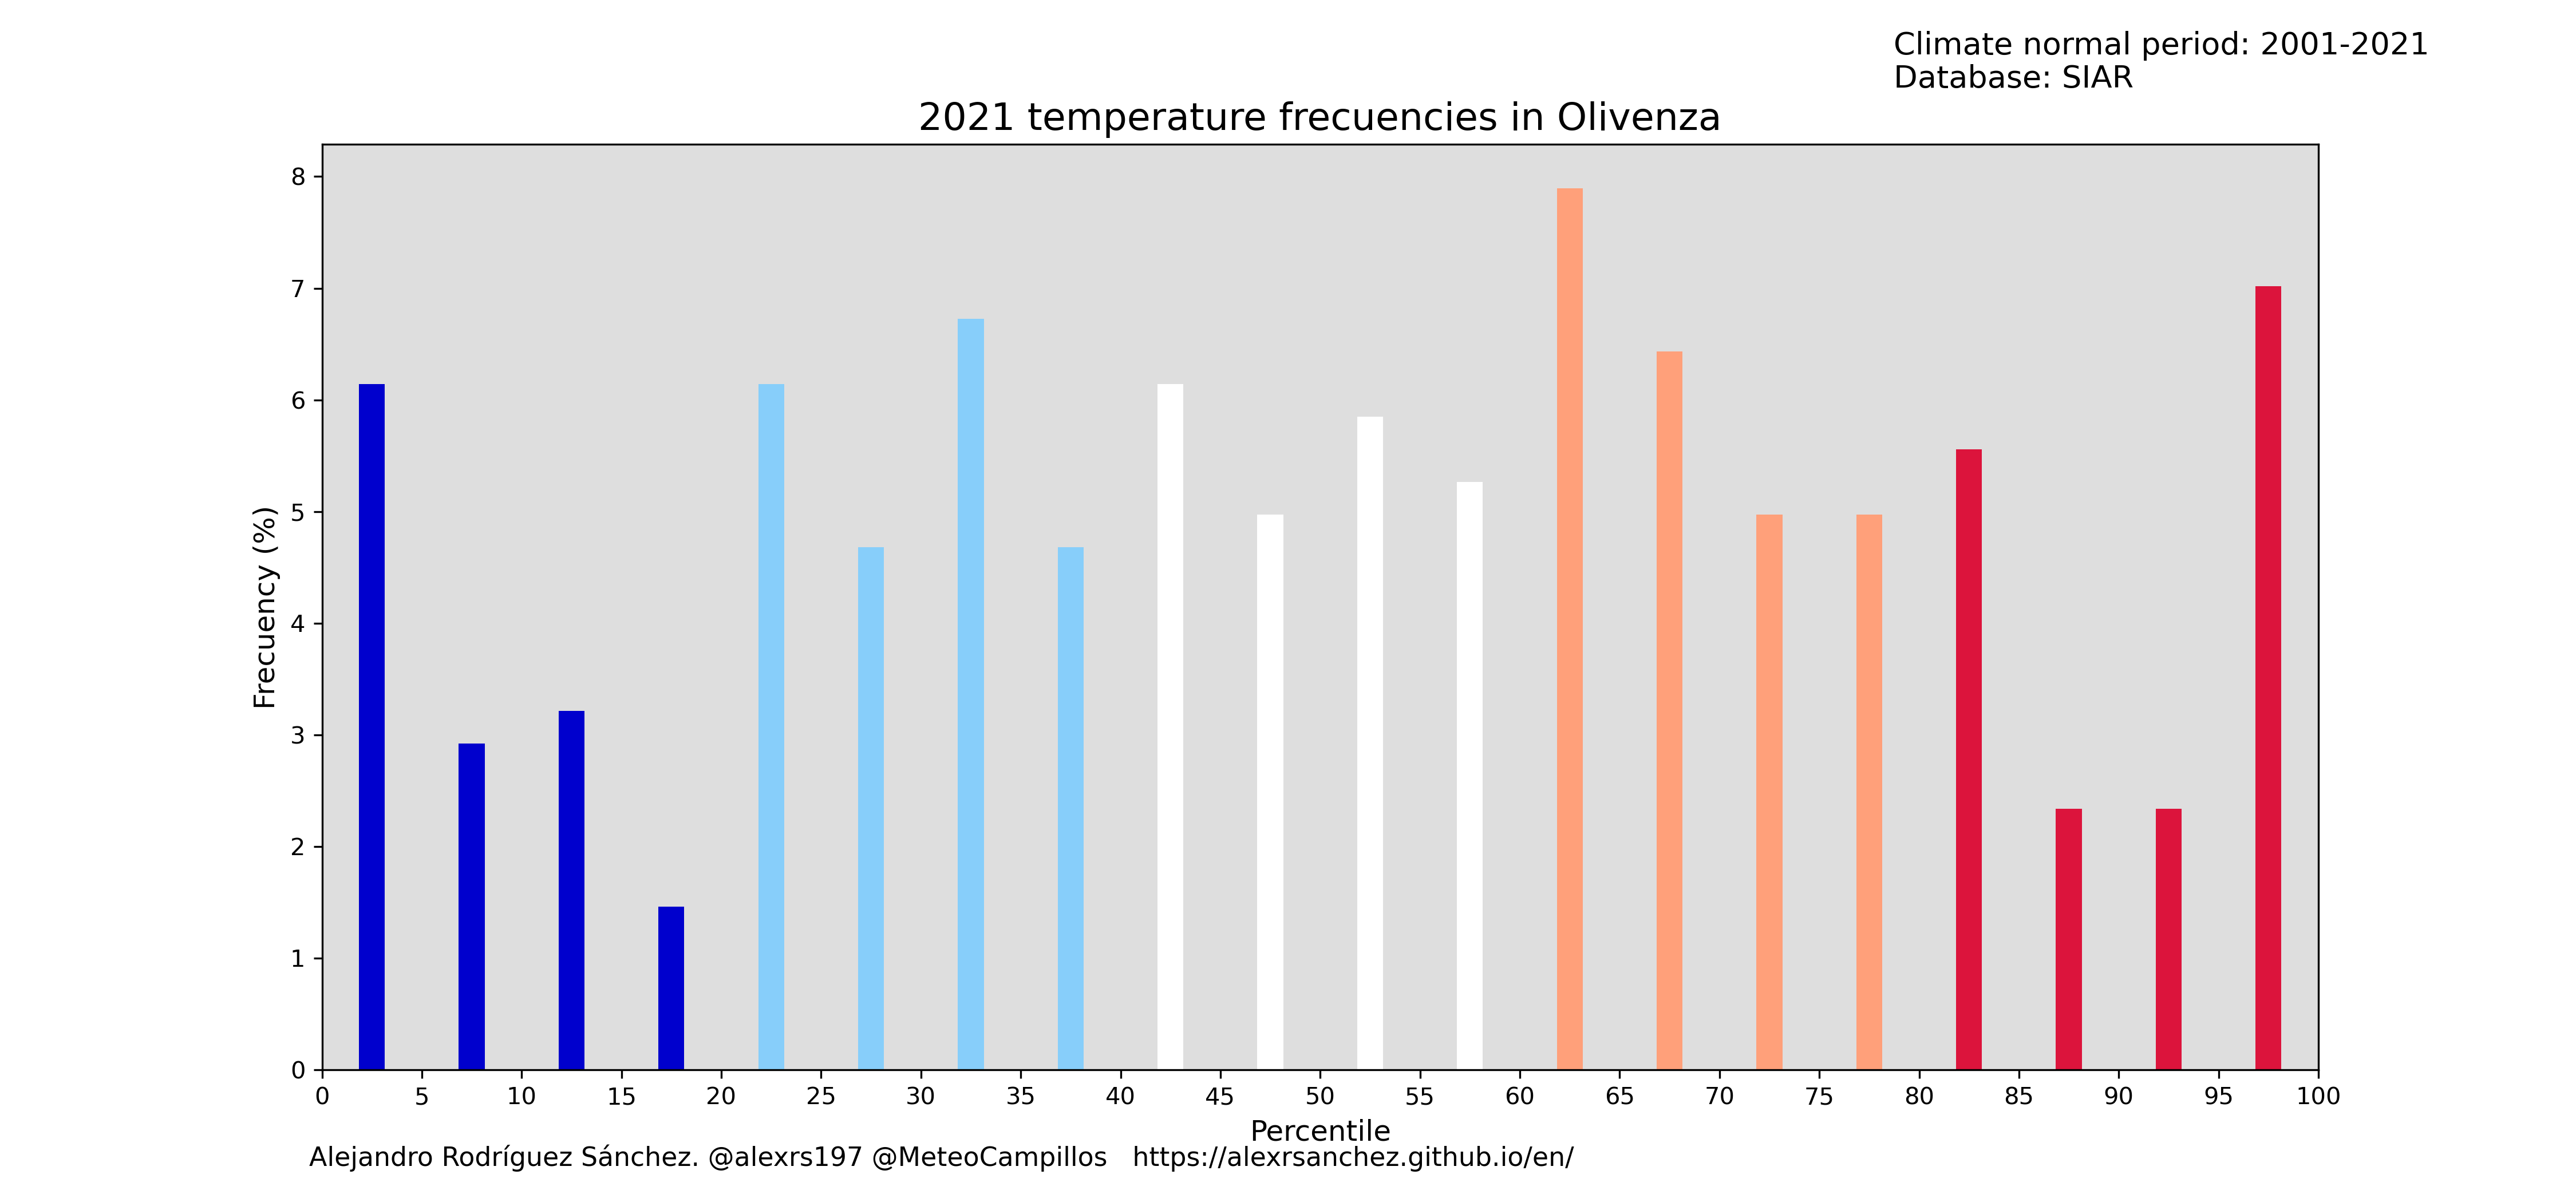 Climate normal period: 2001-2021
Database: SIAR
2021 temperature frecuencies in Olivenza
Frecuency (%)
8
7
6
5
4
3
2
1
0
0 5 10 15 20 25 30 35 40 45 50 55 60 65 70 75 80 85 90 95 100
Percentile
Alejandro Rodríguez Sánchez. @alexrs197 @MeteoCampillos https://alexrsanchez.github.io/en/